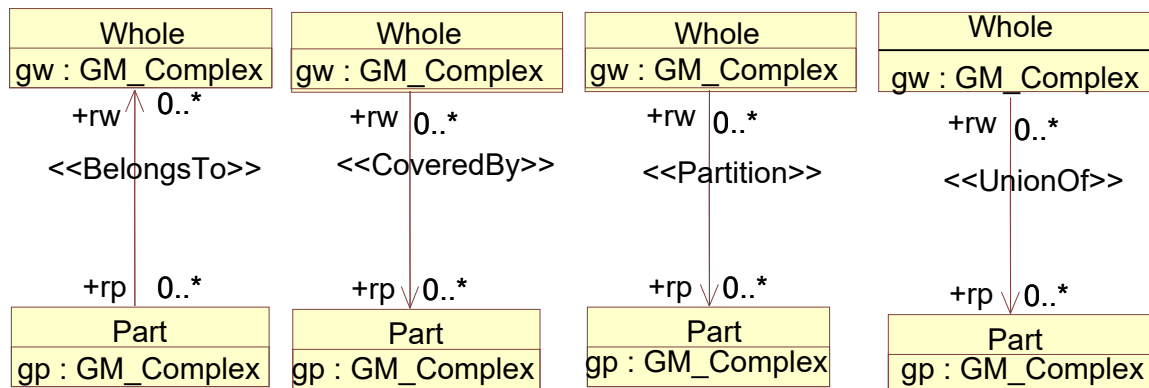 Whole
gw : GM_Complex
+rw 0..*
<<BelongsTo>>
+rp 0..*
Part
gp : GM_Complex
Whole
gw : GM_Complex
+rw 0..*
<<CoveredBy>>
+rp 0..*
Part
gp : GM_Complex
Whole
gw : GM_Complex
+rw 0..*
<<Partition>>
+rp 0..*
Part
gp : GM_Complex
Whole
gw : GM_Complex
+rw 0..*
<<UnionOf>>
+rp 0..*
Part
gp : GM_Complex